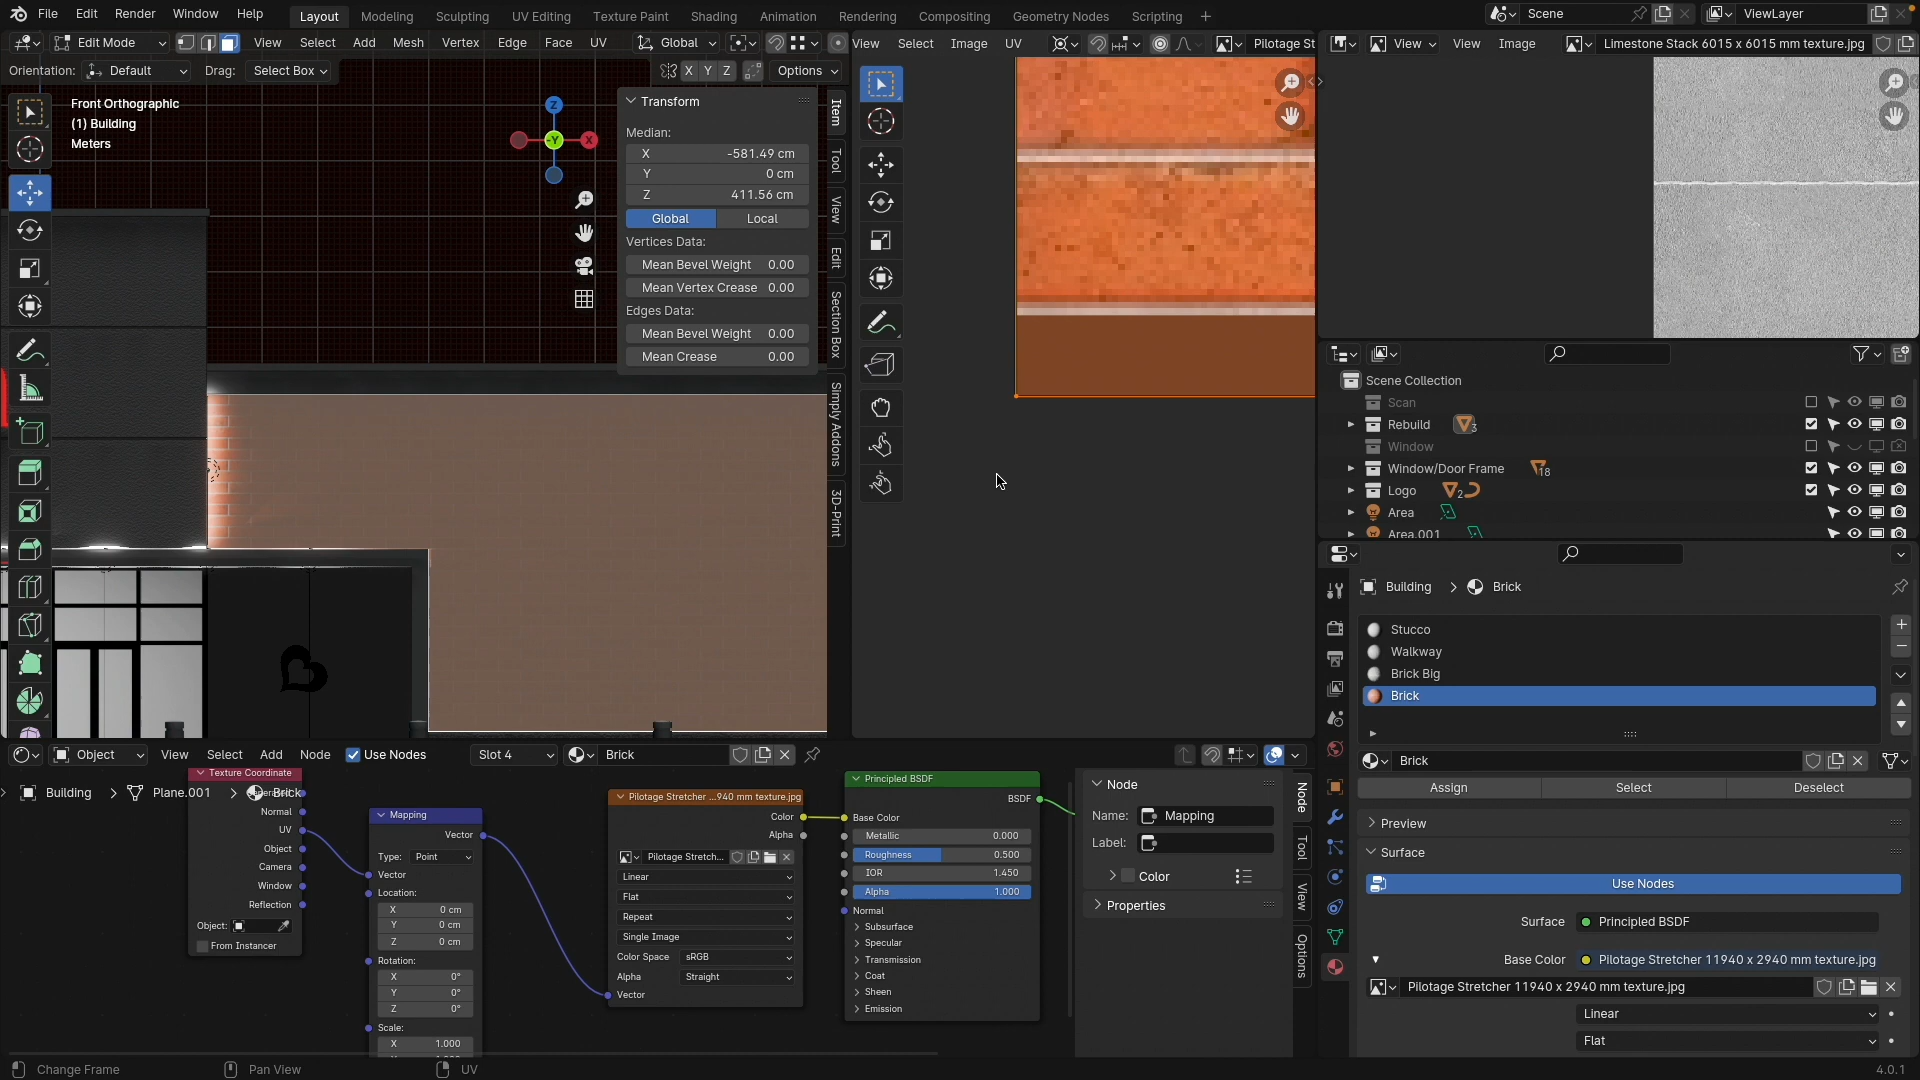 File Edit Render Window Help Layout Modeling Sculpting UV Editing Texture Paint Shading Animation Rendering Compositing Geometry Nodes Scripting + Scene ViewLayer
Edit Mode View Select Add Mesh Vertex Edge Face UV Global
View Select Image UV Pilotage St
View View Image Limestone Stack 6015 x 6015 mm texture.jpg
Orientation: Default Drag: Select Box X Y Z Options
Front Orthographic
(1) Building
Meters
Z
-Y
X
Transform
Median:
X -581.49 cm
Y 0 cm
Z 411.56 cm
Global Local
Vertices Data:
Mean Bevel Weight 0.00
Mean Vertex Crease 0.00
Edges Data:
Mean Bevel Weight 0.00
Mean Crease 0.00
Item
Tool
View
Edit
Section Box
Simply Addons
3D-Print
Scene Collection
Scan
Rebuild 3
Window
Window/Door Frame 18
Logo 2
Area
Area.001
Building > Brick
Stucco
Walkway
Brick Big
Brick
Brick
Assign Select Deselect
Preview
Surface
Use Nodes
Surface Principled BSDF
Base Color Pilotage Stretcher 11940 x 2940 mm texture.jpg
Pilotage Stretcher 11940 x 2940 mm texture.jpg
Linear
Flat
Object View Select Add Node Use Nodes Slot 4 Brick
Building > Plane.001 > Brick
Texture Coordinate
Normal
UV
Object
Camera
Window
Reflection
Object:
From Instancer
Mapping
Vector
Type: Point
Vector
Location:
X 0 cm
Y 0 cm
Z 0 cm
Rotation:
X 0°
Y 0°
Z 0°
Scale:
X 1.000
Pilotage Stretcher ...940 mm texture.jpg
Color
Alpha
Pilotage Stretch...
Linear
Flat
Repeat
Single Image
Color Space sRGB
Alpha Straight
Vector
Principled BSDF
BSDF
Base Color
Metallic 0.000
Roughness 0.500
IOR 1.450
Alpha 1.000
Normal
Subsurface
Specular
Transmission
Coat
Sheen
Emission
Node
Name: Mapping
Label:
Color
Properties
Node
Tool
View
Options
Change Frame Pan View UV 4.0.1